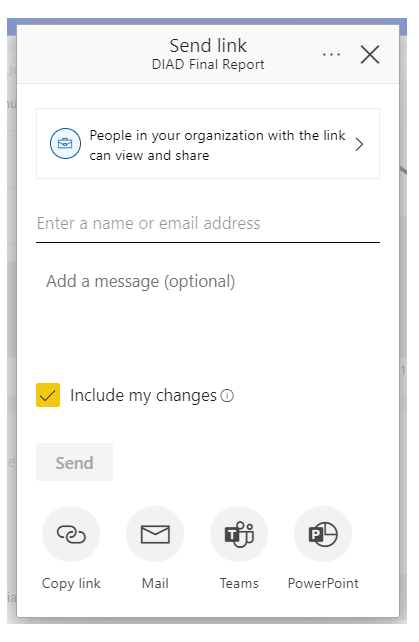 Send link
DIAD Final Report
People in your organization with the link
can view and share
Enter a name or email address
Add a message (optional)
Include my changes
Send
Copy link
Mail
Teams
PowerPoint